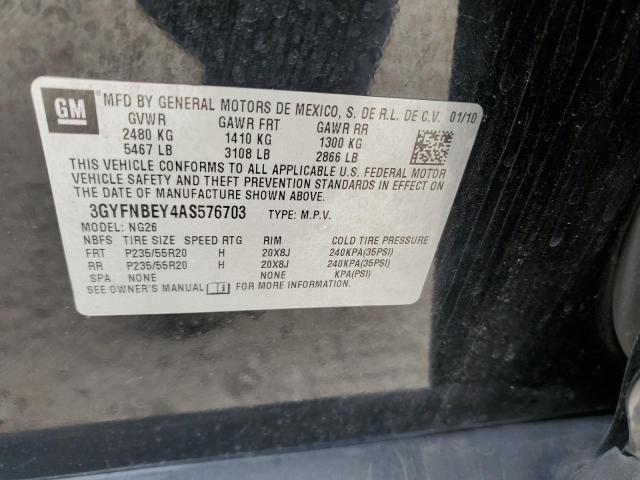 GM
MFD BY GENERAL MOTORS DE MEXICO, S. DE R.L. DE C.V. 01/10
GVWR GAWR FRT GAWR RR
2480 KG 1410 KG 1300 KG
5467 LB 3108 LB 2866 LB
THIS VEHICLE CONFORMS TO ALL APPLICABLE U.S. FEDERAL MOTOR
VEHICLE SAFETY AND THEFT PREVENTION STANDARDS IN EFFECT ON
THE DATE OF MANUFACTURE SHOWN ABOVE.
3GYFNBEY4AS576703 TYPE: M.P.V.
MODEL: NG26
NBFS TIRE SIZE SPEED RTG RIM COLD TIRE PRESSURE
FRT P235/55R20 H 20X8J 240KPA(35PSI)
RR P235/55R20 H 20X8J 240KPA(35PSI)
SPA NONE NONE KPA(PSI)
SEE OWNER'S MANUAL i FOR MORE INFORMATION.